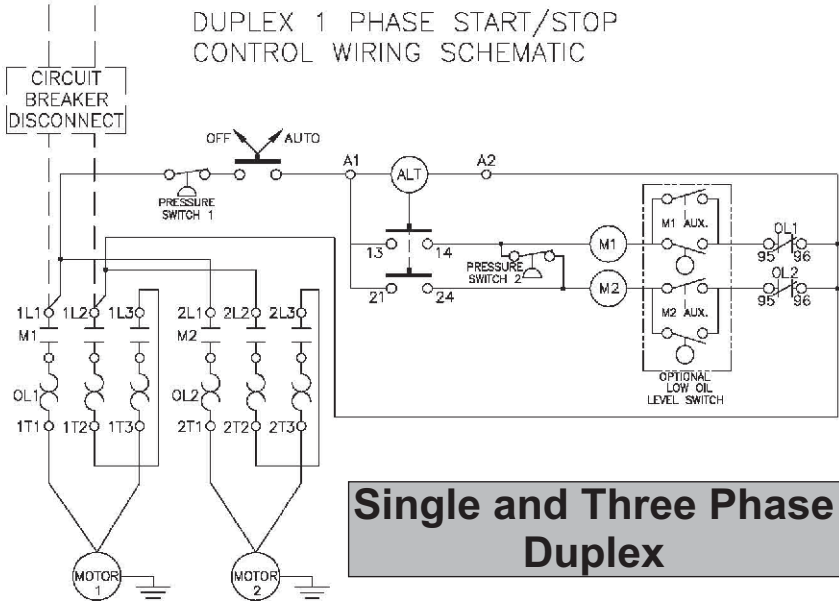 DUPLEX 1 PHASE START/STOP
CONTROL WIRING SCHEMATIC
CIRCUIT
BREAKER
DISCONNECT
OFF
AUTO
PRESSURE
SWITCH 1
A1
ALT
A2
13
14
21
24
PRESSURE
SWITCH 2
M1
M2
M1 AUX.
M2 AUX.
OPTIONAL
LOW OIL
LEVEL SWITCH
OL1
95 96
OL2
95 96
1L1 1L2 1L3
M1
OL1
1T1 1T2 1T3
2L1 2L2 2L3
M2
OL2
2T1 2T2 2T3
MOTOR
1
MOTOR
2
Single and Three Phase
Duplex